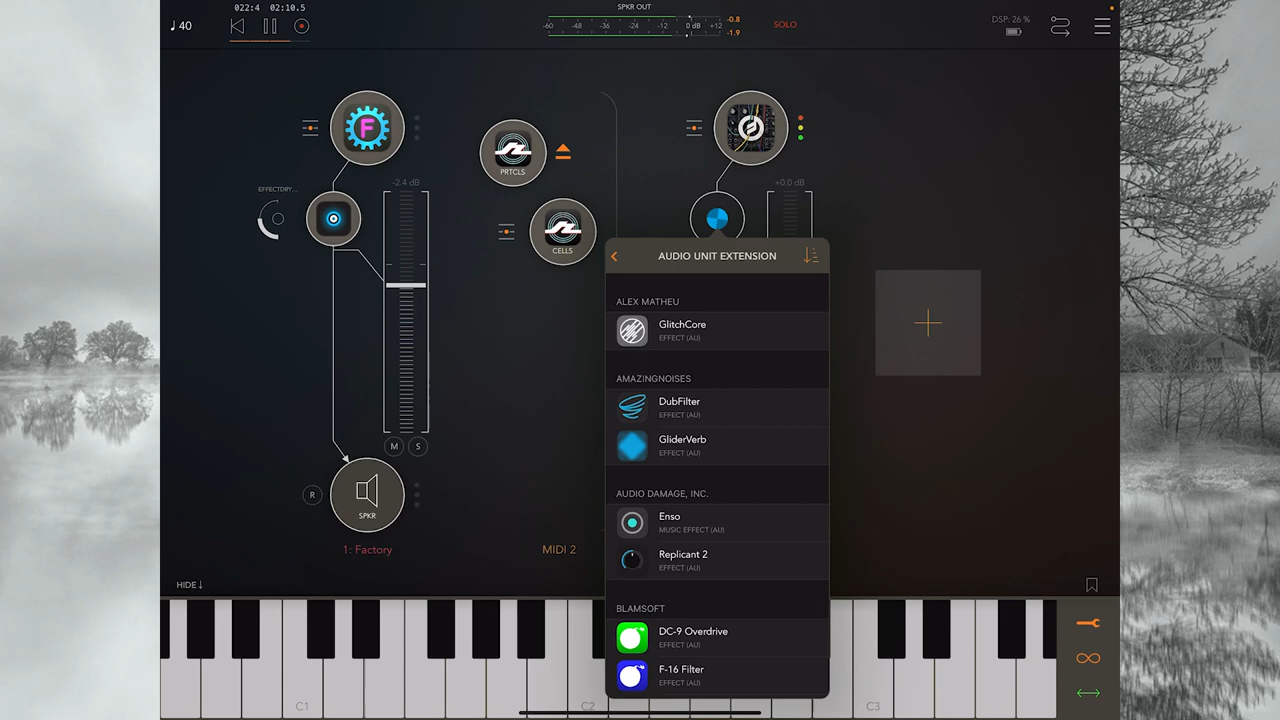 022:4 02:10.5
♩ 40
SPKR OUT
-60 -48 -36 -24 -12 0 dB +12
-0.8
-1.9
SOLO
DSP: 26 %
F
PRTCLS
-2.4 dB
+0.0 dB
EFFECTDRY...
CELLS
AUDIO UNIT EXTENSION
ALEX MATHEU
GlitchCore
EFFECT (AU)
AMAZINGNOISES
DubFilter
EFFECT (AU)
GliderVerb
EFFECT (AU)
M S
AUDIO DAMAGE, INC.
R
SPKR
Enso
MUSIC EFFECT (AU)
1: Factory
MIDI 2
Replicant 2
EFFECT (AU)
HIDE↓
BLAMSOFT
DC-9 Overdrive
EFFECT (AU)
F-16 Filter
EFFECT (AU)
C1
C2
C3